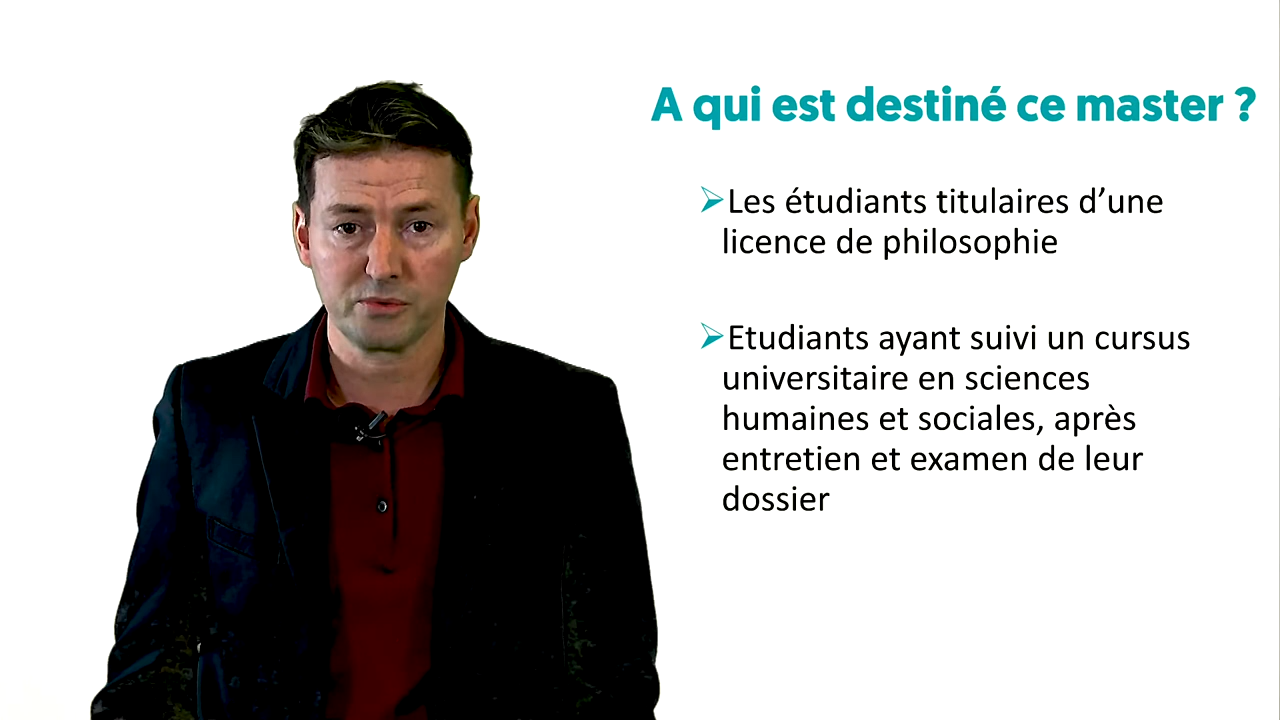 A qui est destiné ce master ?
Les étudiants titulaires d’une
licence de philosophie
Etudiants ayant suivi un cursus
universitaire en sciences
humaines et sociales, après
entretien et examen de leur
dossier